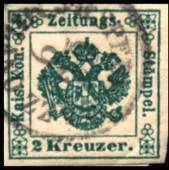 Zeitungs-
Kais. kön.
Stämpel.
2 Kreuzer.